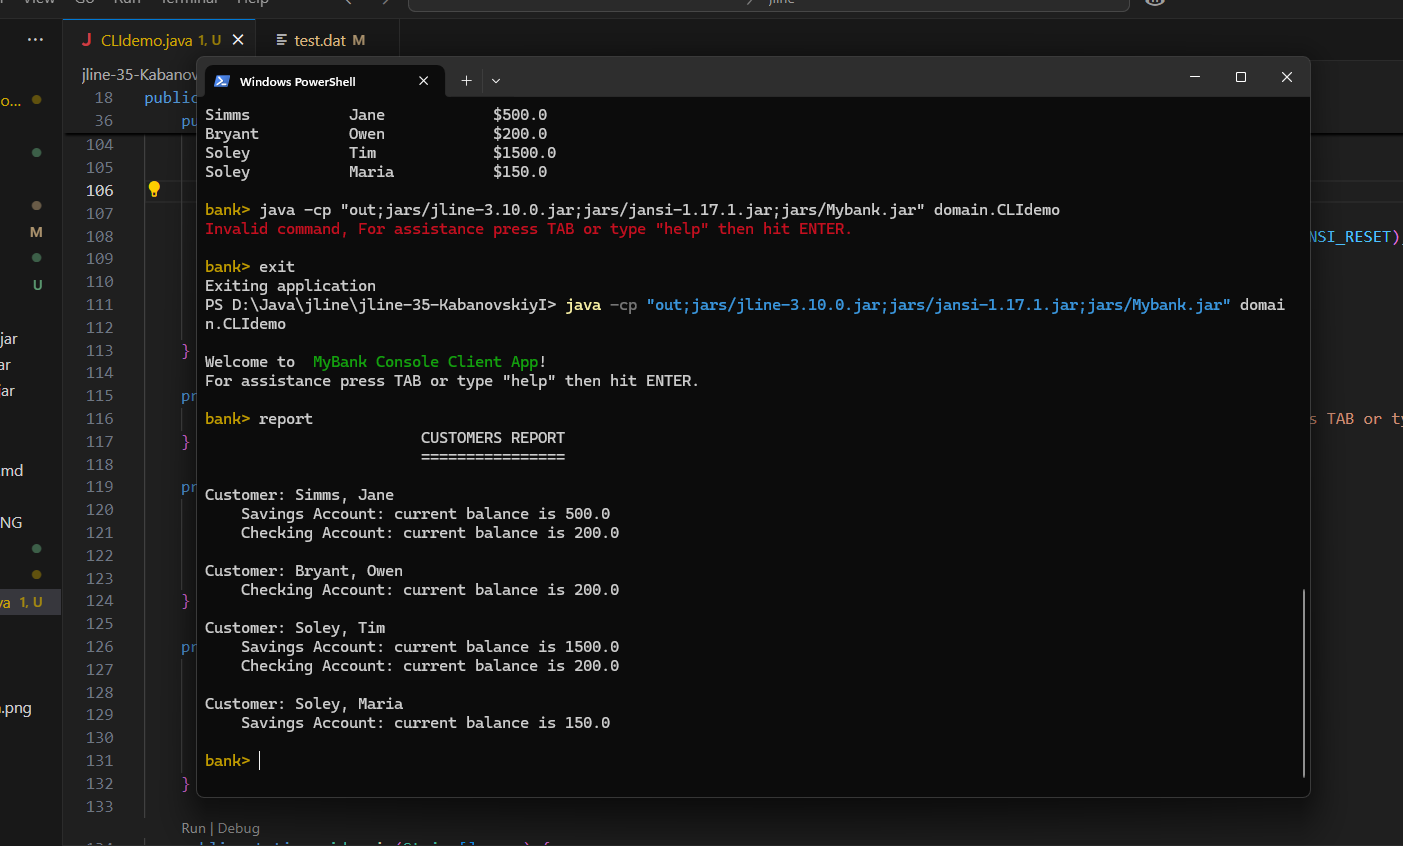 Terminal Help
jline
CLIdemo.java 1, U
test.dat M
jline-35-Kabanov
Windows PowerShell
18 public
36 pu
Simms Jane $500.0
Bryant Owen $200.0
Soley Tim $1500.0
Soley Maria $150.0
bank> java -cp "out;jars/jline-3.10.0.jar;jars/jansi-1.17.1.jar;jars/Mybank.jar" domain.CLIdemo
Invalid command, For assistance press TAB or type "help" then hit ENTER.
bank> exit
Exiting application
PS D:\Java\jline\jline-35-KabanovskiyI> java -cp "out;jars/jline-3.10.0.jar;jars/jansi-1.17.1.jar;jars/Mybank.jar" domai
n.CLIdemo
Welcome to  MyBank Console Client App!
For assistance press TAB or type "help" then hit ENTER.
bank> report
CUSTOMERS REPORT
================
Customer: Simms, Jane
Savings Account: current balance is 500.0
Checking Account: current balance is 200.0
Customer: Bryant, Owen
Checking Account: current balance is 200.0
Customer: Soley, Tim
Savings Account: current balance is 1500.0
Checking Account: current balance is 200.0
Customer: Soley, Maria
Savings Account: current balance is 150.0
bank>
104
105
106
107
108 NSI_RESET)
109
110
111
112
113 }
114
115 pr
116 s TAB or ty
117 }
118
119 pr
120
121
122
123
124 }
125
126 pr
127
128
129
130
131
132 }
133
Run | Debug
o...
M
U
jar
ar
jar
md
NG
va 1, U
.png